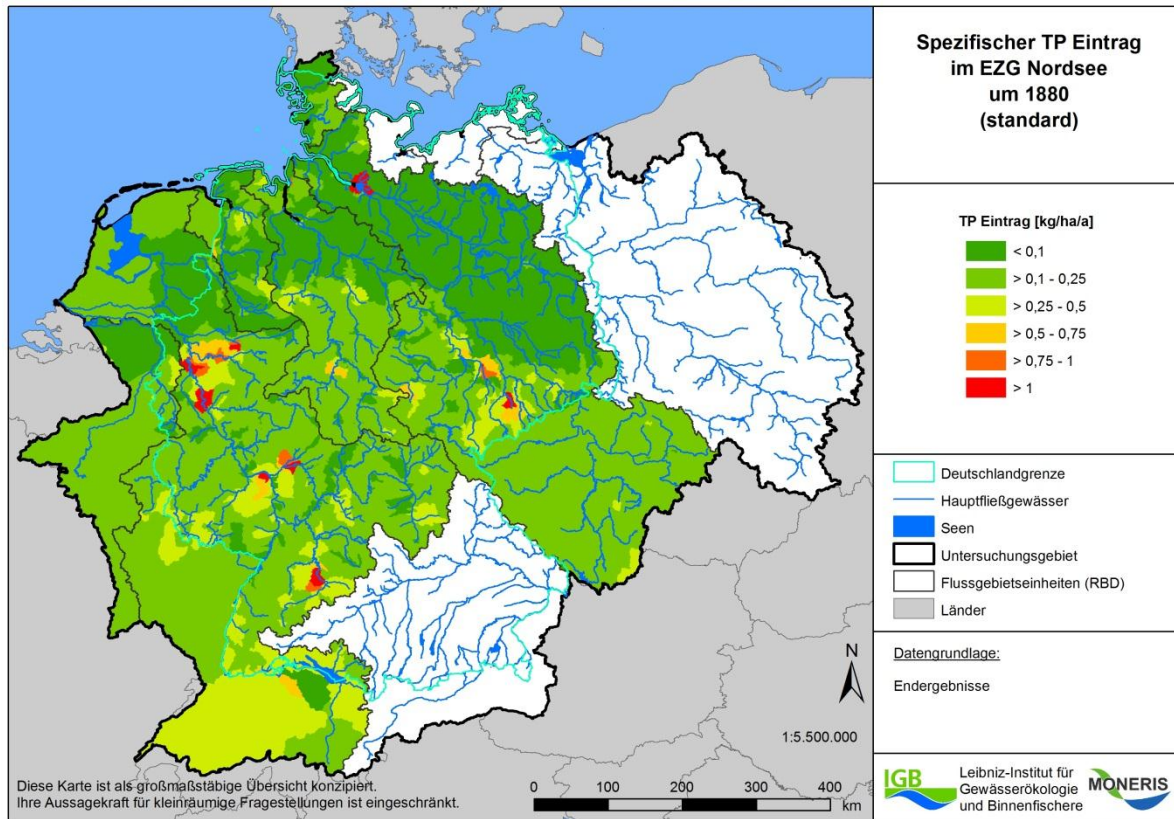 Spezifischer TP Eintrag
im EZG Nordsee
um 1880
(standard)
TP Eintrag [kg/ha/a]
< 0,1
> 0,1 - 0,25
> 0,25 - 0,5
> 0,5 - 0,75
> 0,75 - 1
> 1
Deutschlandgrenze
Hauptfließgewässer
Seen
Untersuchungsgebiet
Flussgebietseinheiten (RBD)
Länder
Datengrundlage:
Endergebnisse
N
1:5.500.000
Diese Karte ist als großmaßstäbige Übersicht konzipiert.
Ihre Aussagekraft für kleinräumige Fragestellungen ist eingeschränkt.
0 100 200 300 400
km
IGB
Leibniz-Institut für
Gewässerökologie
und Binnenfischere
MONERIS